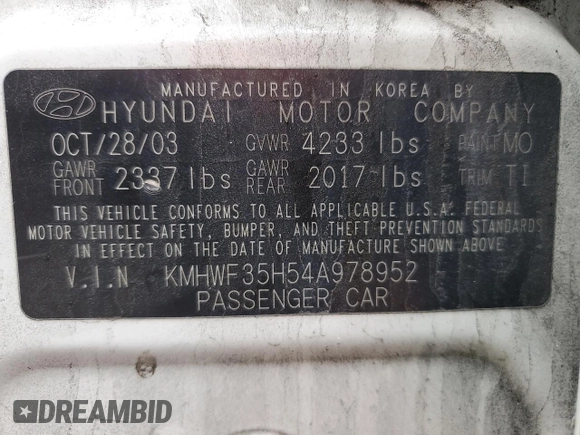 MANUFACTURED IN KOREA BY
HYUNDAI MOTOR COMPANY
OCT/28/03 GVWR 4233 lbs PAINT MO
GAWR FRONT 2337 lbs GAWR REAR 2017 lbs TRIM TI
THIS VEHICLE CONFORMS TO ALL APPLICABLE U.S.A. FEDERAL
MOTOR VEHICLE SAFETY, BUMPER, AND THEFT PREVENTION STANDARDS
IN EFFECT ON THE DATE OF MANUFACTURE SHOWN ABOVE.
V.I.N KMHWF35H54A978952
PASSENGER CAR
DREAMBID